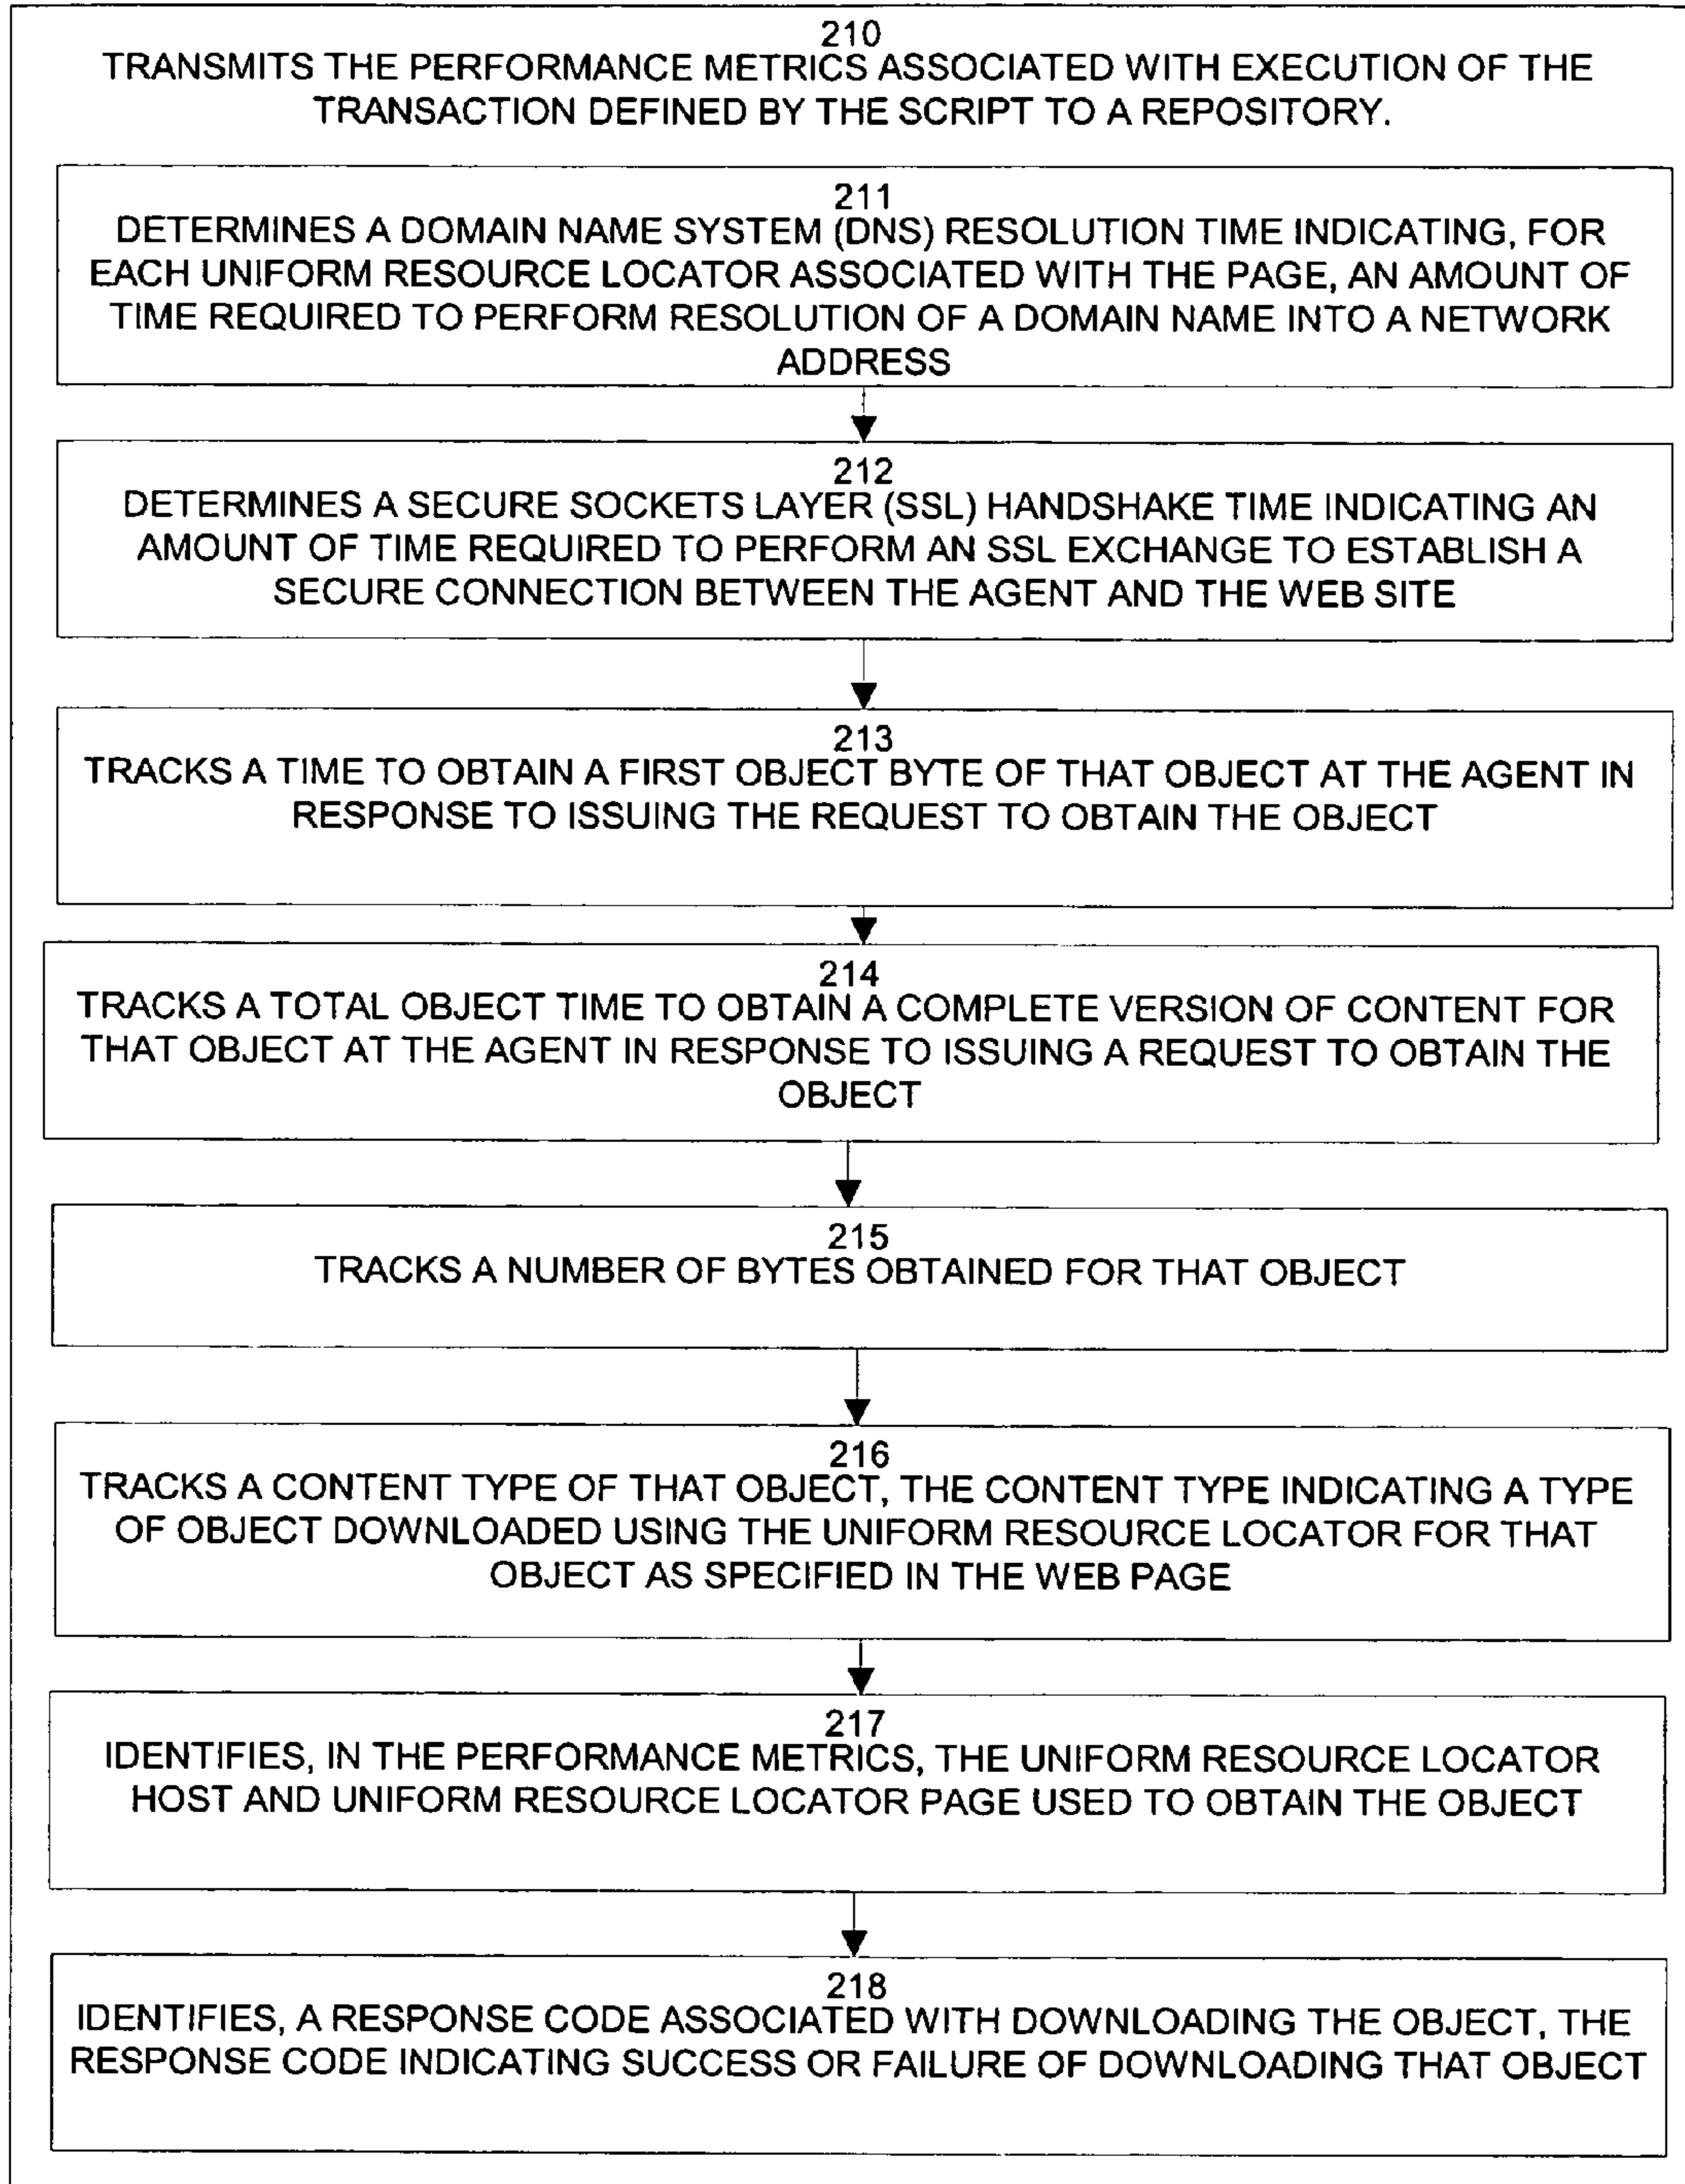 210
TRANSMITS THE PERFORMANCE METRICS ASSOCIATED WITH EXECUTION OF THE
TRANSACTION DEFINED BY THE SCRIPT TO A REPOSITORY.
211
DETERMINES A DOMAIN NAME SYSTEM (DNS) RESOLUTION TIME INDICATING, FOR
EACH UNIFORM RESOURCE LOCATOR ASSOCIATED WITH THE PAGE, AN AMOUNT OF
TIME REQUIRED TO PERFORM RESOLUTION OF A DOMAIN NAME INTO A NETWORK
ADDRESS
212
DETERMINES A SECURE SOCKETS LAYER (SSL) HANDSHAKE TIME INDICATING AN
AMOUNT OF TIME REQUIRED TO PERFORM AN SSL EXCHANGE TO ESTABLISH A
SECURE CONNECTION BETWEEN THE AGENT AND THE WEB SITE
213
TRACKS A TIME TO OBTAIN A FIRST OBJECT BYTE OF THAT OBJECT AT THE AGENT IN
RESPONSE TO ISSUING THE REQUEST TO OBTAIN THE OBJECT
214
TRACKS A TOTAL OBJECT TIME TO OBTAIN A COMPLETE VERSION OF CONTENT FOR
THAT OBJECT AT THE AGENT IN RESPONSE TO ISSUING A REQUEST TO OBTAIN THE
OBJECT
215
TRACKS A NUMBER OF BYTES OBTAINED FOR THAT OBJECT
216
TRACKS A CONTENT TYPE OF THAT OBJECT, THE CONTENT TYPE INDICATING A TYPE
OF OBJECT DOWNLOADED USING THE UNIFORM RESOURCE LOCATOR FOR THAT
OBJECT AS SPECIFIED IN THE WEB PAGE
217
IDENTIFIES, IN THE PERFORMANCE METRICS, THE UNIFORM RESOURCE LOCATOR
HOST AND UNIFORM RESOURCE LOCATOR PAGE USED TO OBTAIN THE OBJECT
218
IDENTIFIES, A RESPONSE CODE ASSOCIATED WITH DOWNLOADING THE OBJECT, THE
RESPONSE CODE INDICATING SUCCESS OR FAILURE OF DOWNLOADING THAT OBJECT